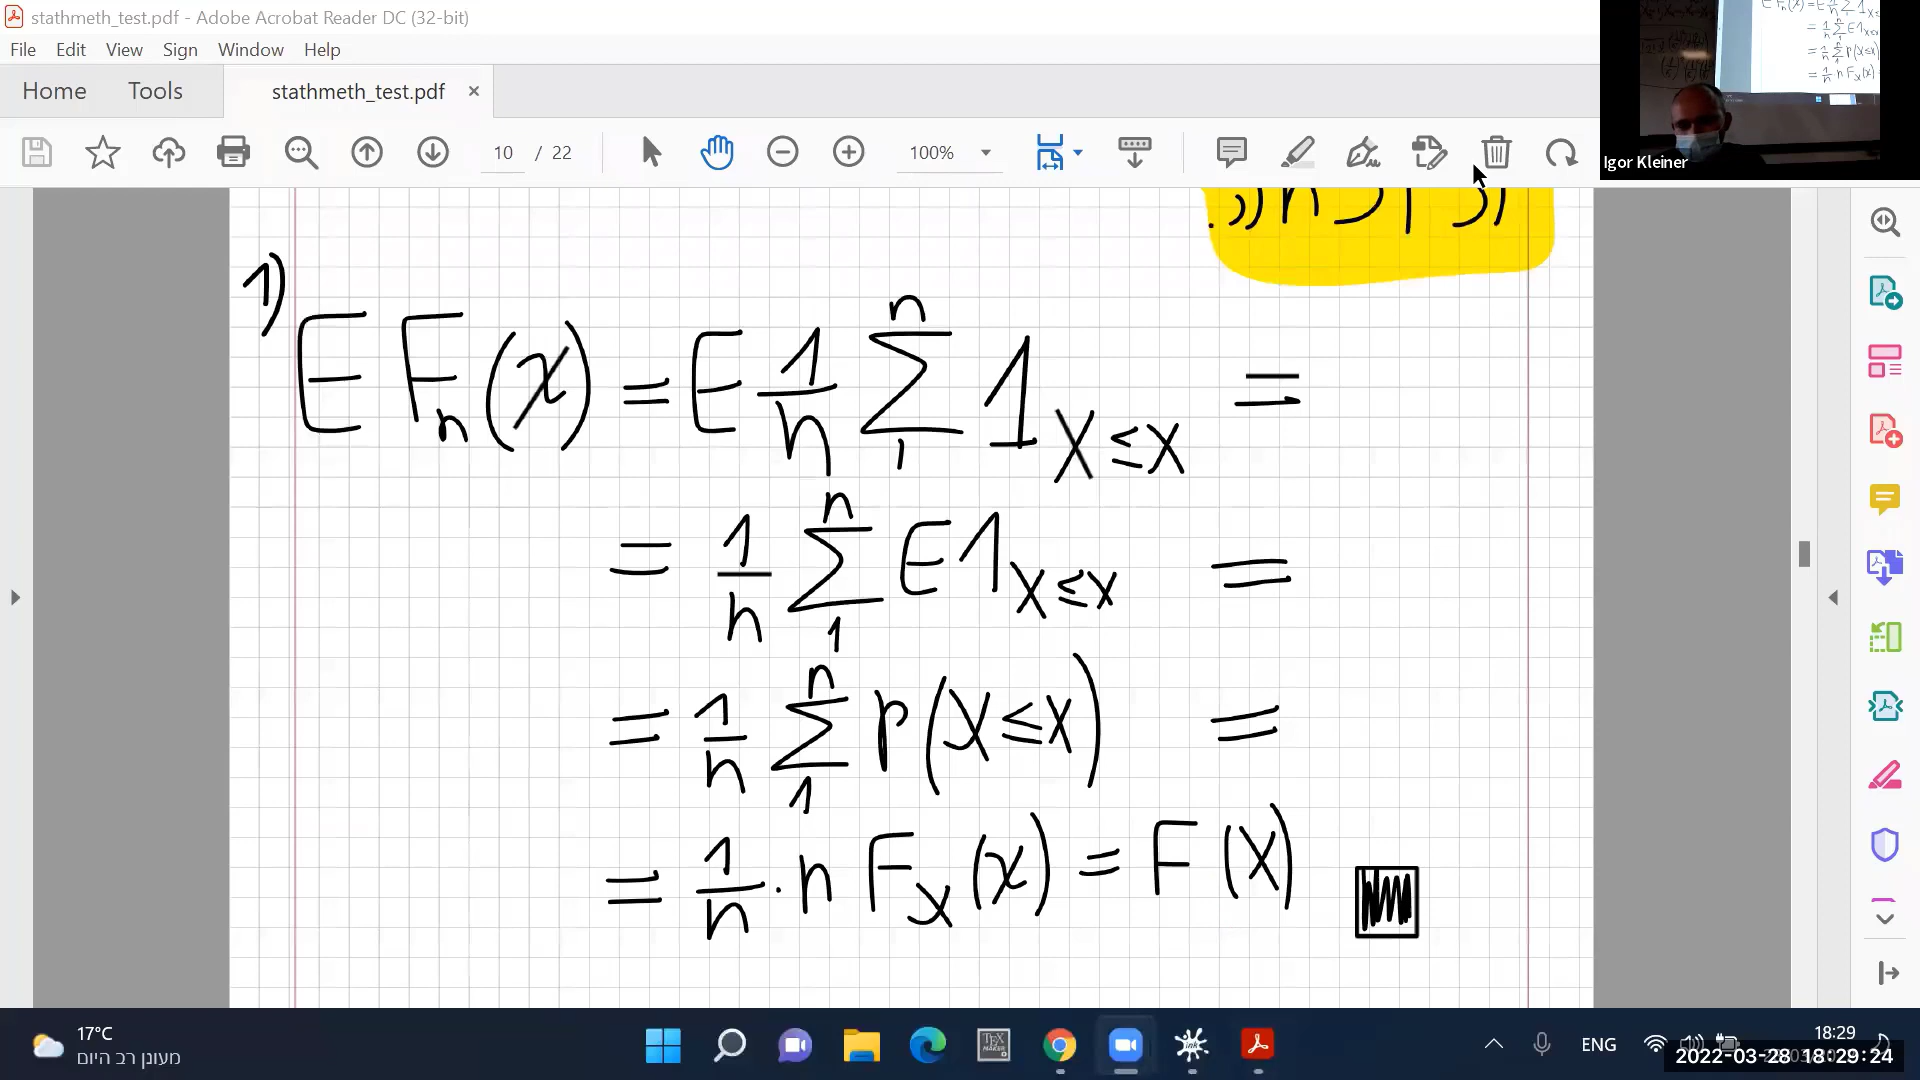 stathmeth_test.pdf - Adobe Acrobat Reader DC (32-bit)
File Edit View Sign Window Help
Home Tools stathmeth_test.pdf ×
10 / 22 100%
Igor Kleiner
1)
E F_n(x) = E 1/n Σ_1^n 1_{X≤x} =
= 1/n Σ_1^n E 1_{X≤x} =
= 1/n Σ_1^n p(X≤x) =
= 1/n · n F_X(x) = F(x)
17°C
מעונן רב היום
ENG
18:29
2022-03-28 18:29:24